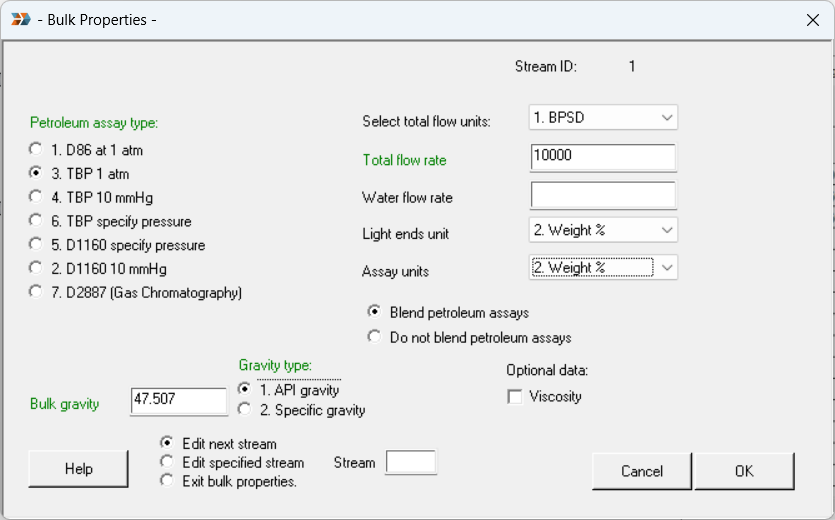 - Bulk Properties -
Stream ID: 1
Petroleum assay type:
1. D86 at 1 atm
3. TBP 1 atm
4. TBP 10 mmHg
6. TBP specify pressure
5. D1160 specify pressure
2. D1160 10 mmHg
7. D2887 (Gas Chromatography)
Select total flow units: 1. BPSD
Total flow rate 10000
Water flow rate
Light ends unit 2. Weight %
Assay units 2. Weight %
Blend petroleum assays
Do not blend petroleum assays
Gravity type:
Bulk gravity 47.507
1. API gravity
2. Specific gravity
Optional data:
Viscosity
Edit next stream
Edit specified stream
Exit bulk properties.
Stream
Help
Cancel
OK